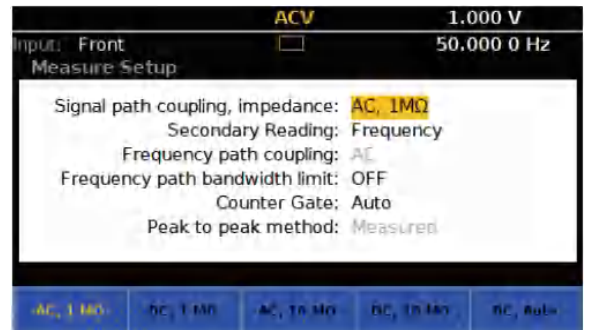 ACV 1.000 V
Input: Front 50.000 0 Hz
Measure Setup
Signal path coupling, impedance: AC, 1MΩ
Secondary Reading: Frequency
Frequency path coupling: AC
Frequency path bandwidth limit: OFF
Counter Gate: Auto
Peak to peak method: Measured
AC, 1 MΩ DC, 1 MΩ AC, 10 MΩ DC, 10 MΩ DC, Auto